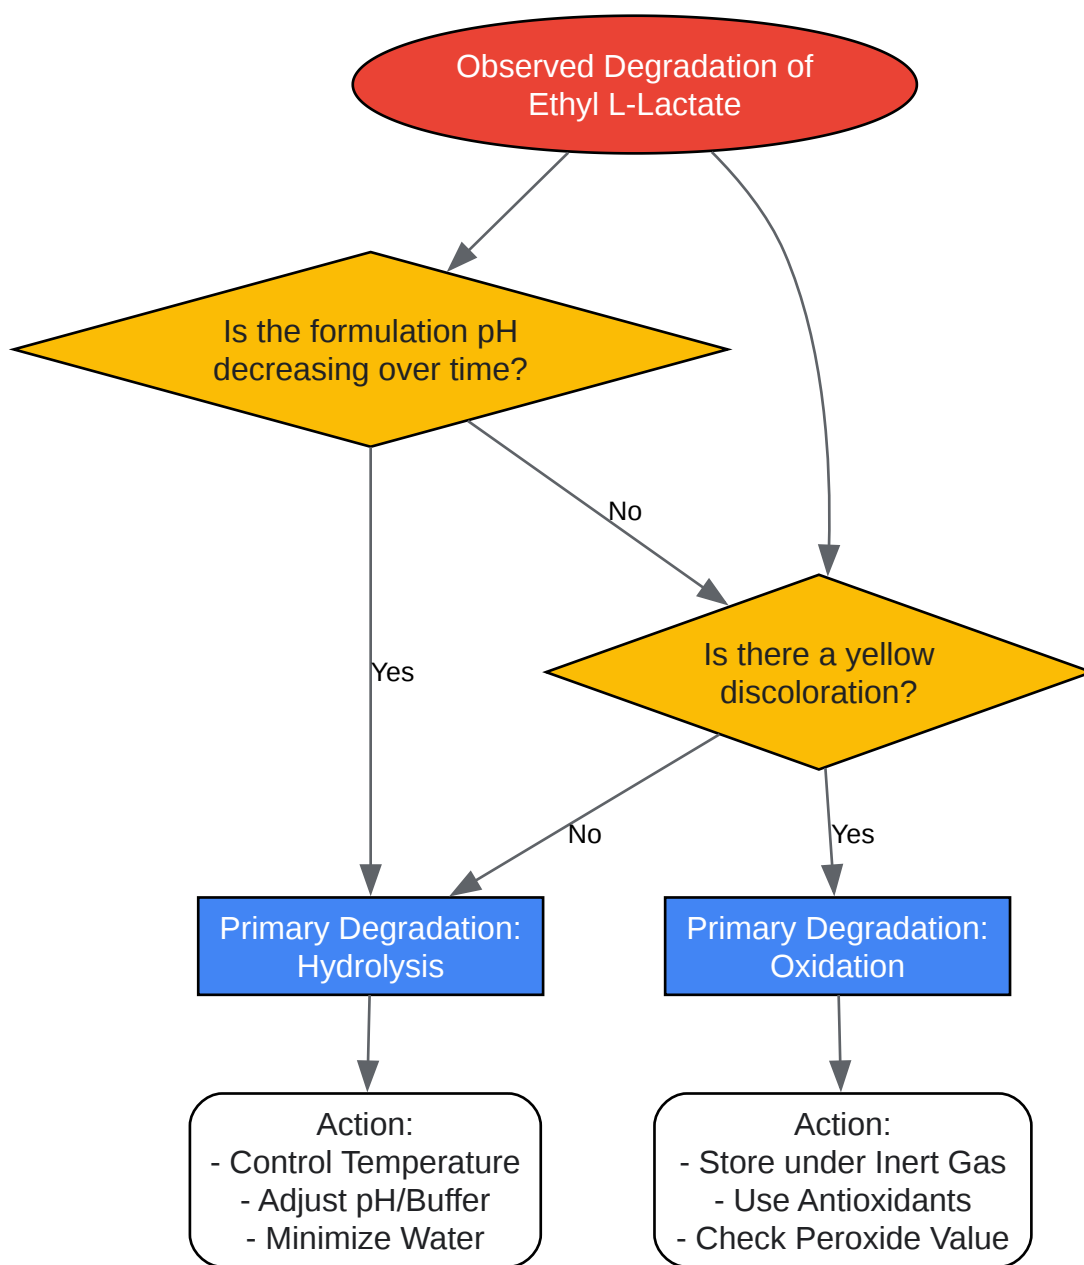 Observed Degradation of
Ethyl L-Lactate
Is the formulation pH
decreasing over time?
No
Is there a yellow
discoloration?
Yes
No
Yes
Primary Degradation:
Hydrolysis
Primary Degradation:
Oxidation
Action:
- Control Temperature
- Adjust pH/Buffer
- Minimize Water
Action:
- Store under Inert Gas
- Use Antioxidants
- Check Peroxide Value